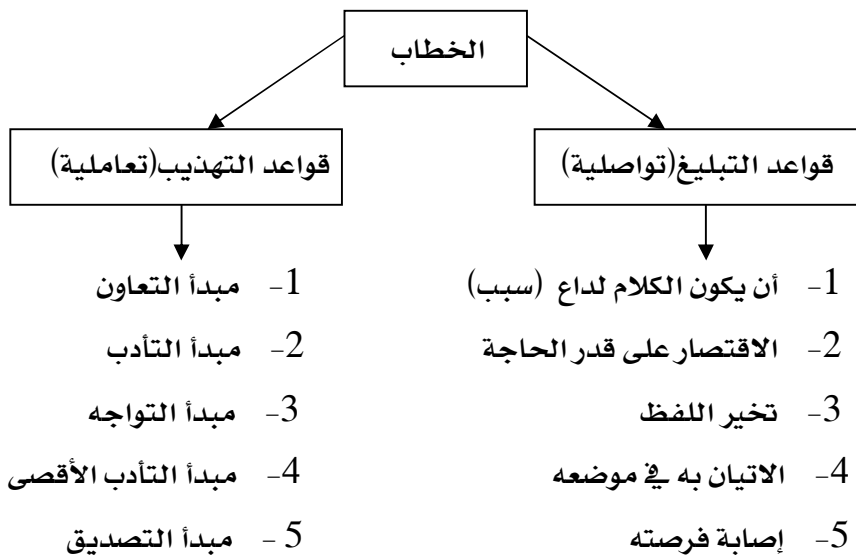 الخطاب
قواعد التبليغ(تواصلية)
1- أن يكون الكلام لداع (سبب)
2- الاقتصار على قدر الحاجة
3- تخير اللفظ
4- الاتيان به في موضعه
5- إصابة فرصته
قواعد التهذيب(تعاملية)
1- مبدأ التعاون
2- مبدأ التأدب
3- مبدأ التواجه
4- مبدأ التأدب الأقصى
5 - مبدأ التصديق